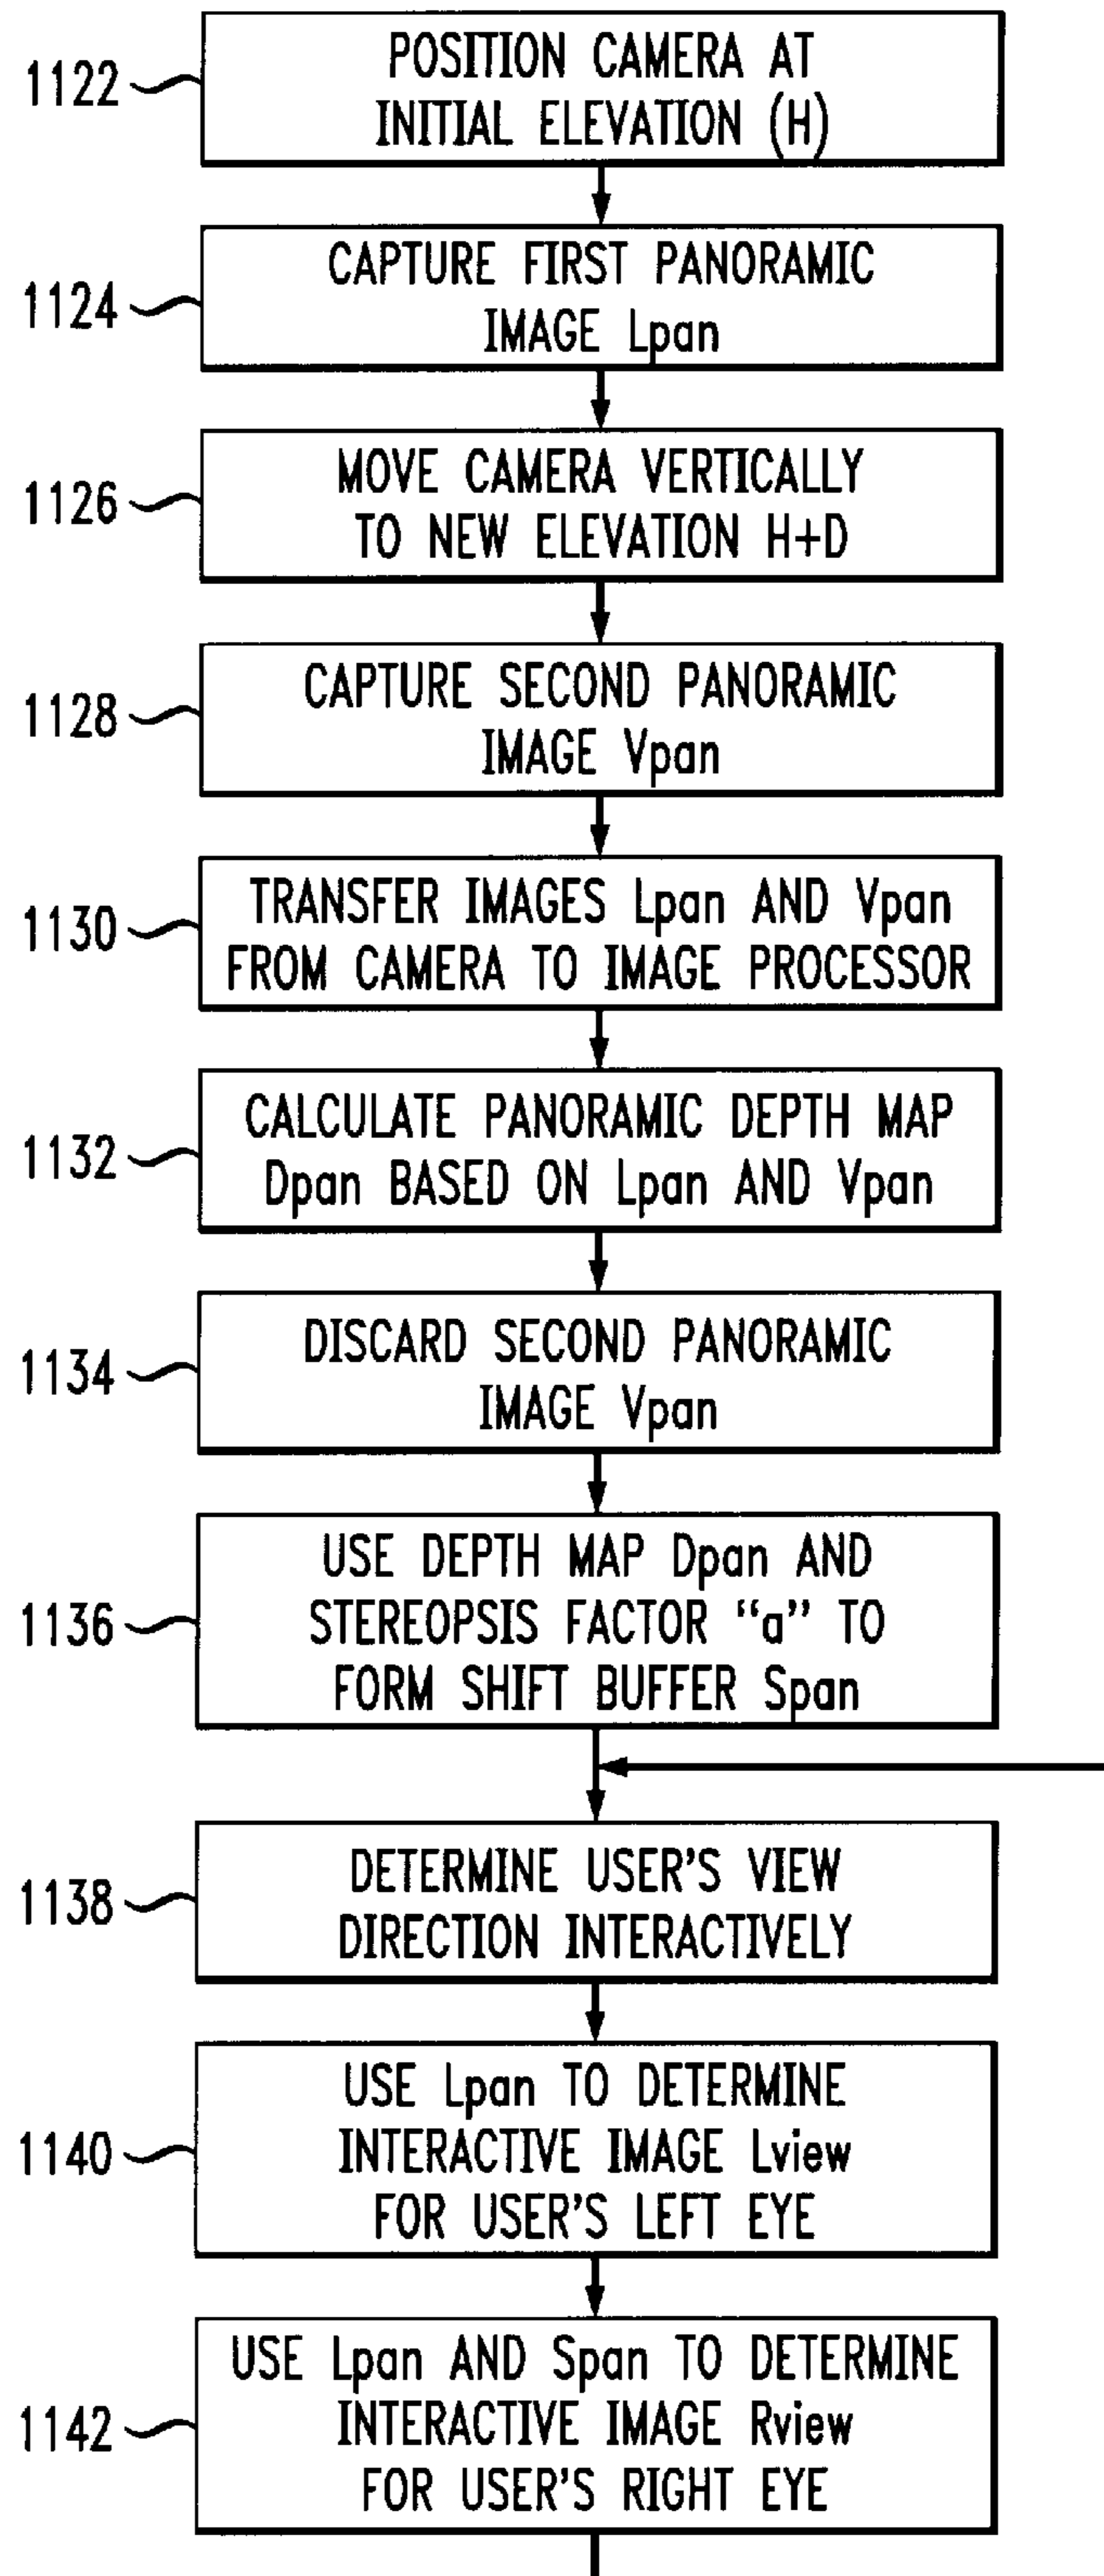 1122
POSITION CAMERA AT
INITIAL ELEVATION (H)
1124
CAPTURE FIRST PANORAMIC
IMAGE Lpan
1126
MOVE CAMERA VERTICALLY
TO NEW ELEVATION H+D
1128
CAPTURE SECOND PANORAMIC
IMAGE Vpan
1130
TRANSFER IMAGES Lpan AND Vpan
FROM CAMERA TO IMAGE PROCESSOR
1132
CALCULATE PANORAMIC DEPTH MAP
Dpan BASED ON Lpan AND Vpan
1134
DISCARD SECOND PANORAMIC
IMAGE Vpan
1136
USE DEPTH MAP Dpan AND
STEREOPSIS FACTOR “a” TO
FORM SHIFT BUFFER Span
1138
DETERMINE USER'S VIEW
DIRECTION INTERACTIVELY
1140
USE Lpan TO DETERMINE
INTERACTIVE IMAGE Lview
FOR USER'S LEFT EYE
1142
USE Lpan AND Span TO DETERMINE
INTERACTIVE IMAGE Rview
FOR USER'S RIGHT EYE